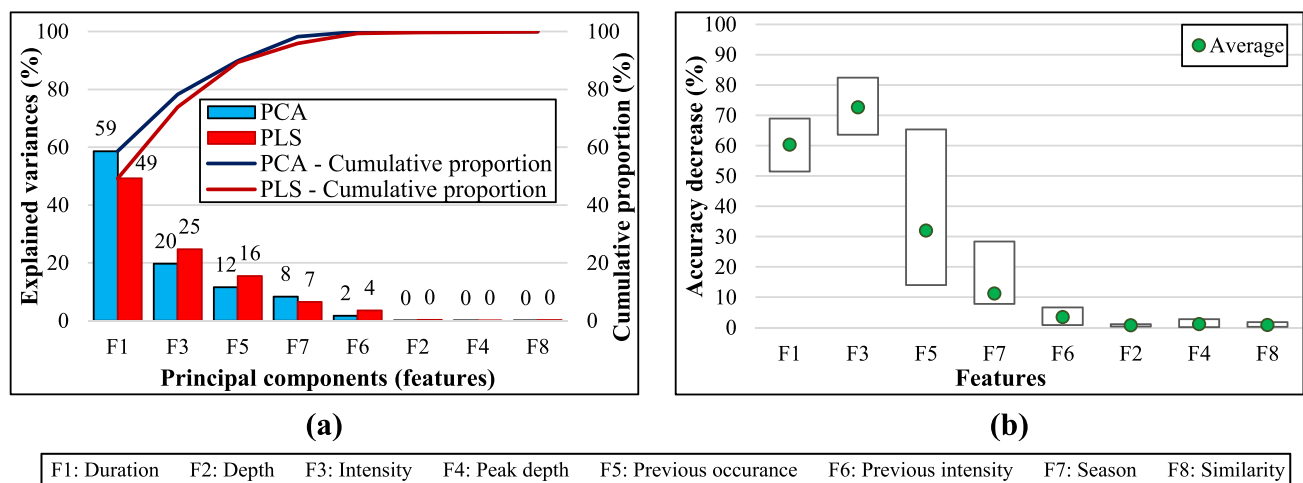 Explained variances (%)
100
80
60
40
20
0
59
49
20
25
12
16
8
7
2
4
0
0
0
0
0
0
PCA
PLS
PCA - Cumulative proportion
PLS - Cumulative proportion
100
80
60
40
20
0
Cumulative proportion (%)
F1 F3 F5 F7 F6 F2 F4 F8
Principal components (features)
(a)
Accuracy decrease (%)
100
90
80
70
60
50
40
30
20
10
0
Average
F1 F3 F5 F7 F6 F2 F4 F8
Features
(b)
F1: Duration F2: Depth F3: Intensity F4: Peak depth F5: Previous occurance F6: Previous intensity F7: Season F8: Similarity